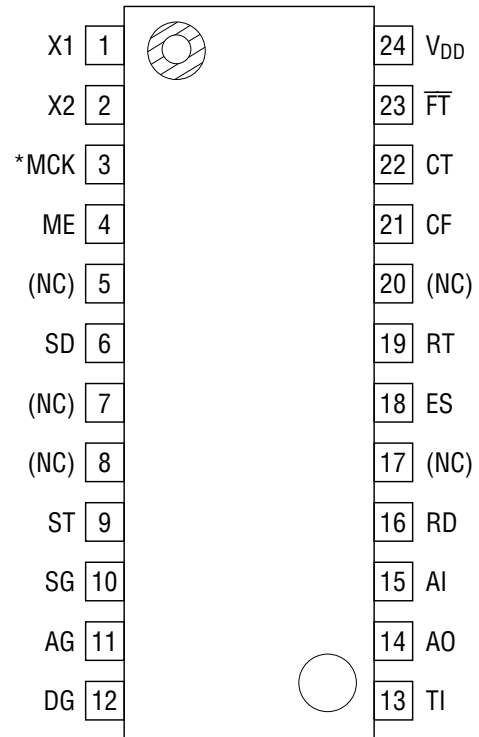 X1 1
X2 2
*MCK 3
ME 4
(NC) 5
SD 6
(NC) 7
(NC) 8
ST 9
SG 10
AG 11
DG 12
24 VDD
23 F̅T̅
22 CT
21 CF
20 (NC)
19 RT
18 ES
17 (NC)
16 RD
15 AI
14 AO
13 TI